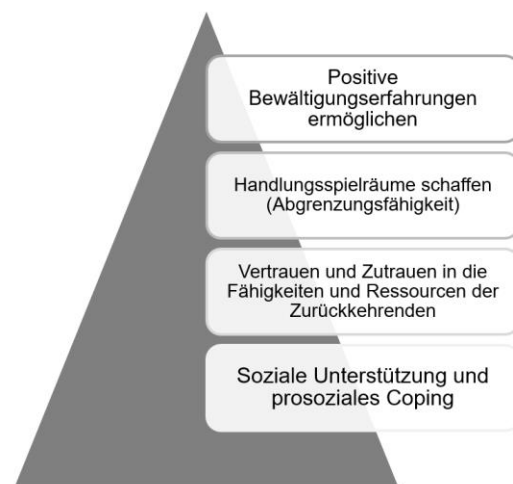 Positive
Bewältigungserfahrungen
ermöglichen
Handlungsspielräume schaffen
(Abgrenzungsfähigkeit)
Vertrauen und Zutrauen in die
Fähigkeiten und Ressourcen der
Zurückkehrenden
Soziale Unterstützung und
prosoziales Coping